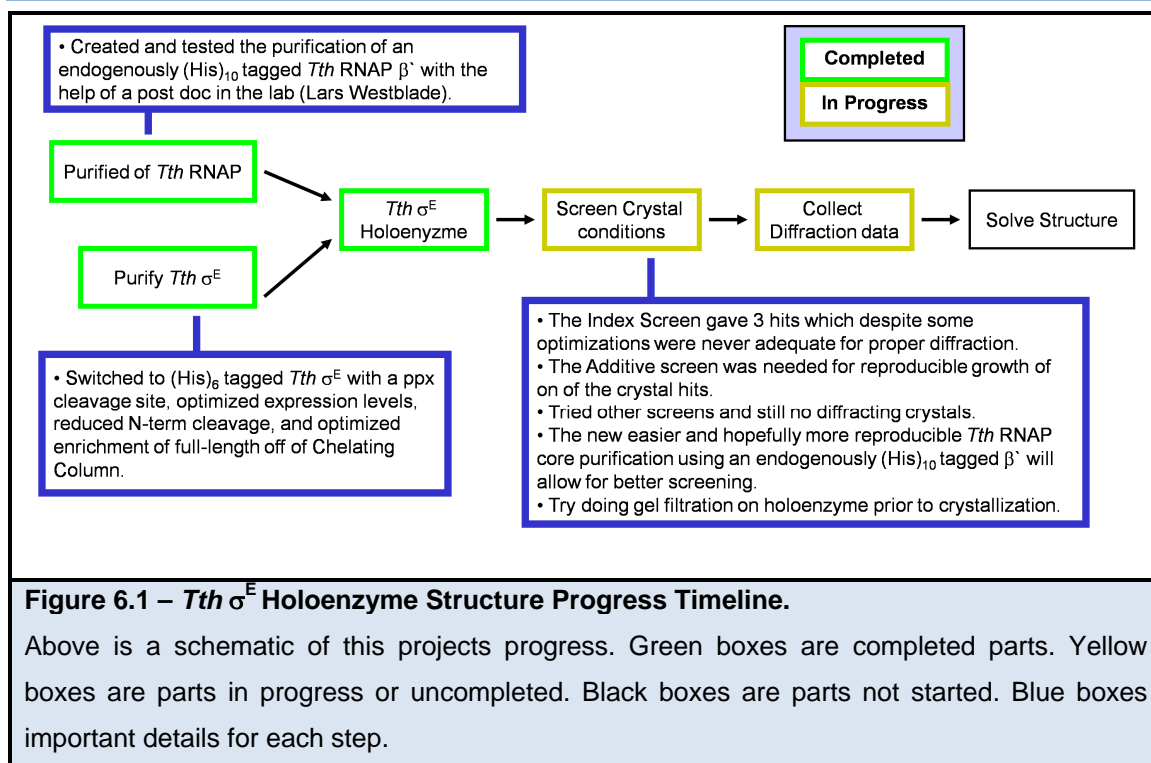 • Created and tested the purification of an
endogenously (His)10 tagged Tth RNAP β` with the
help of a post doc in the lab (Lars Westblade).
Completed
In Progress
Purified of Tth RNAP
Tth σE
Holoenyzme
Screen Crystal
conditions
Collect
Diffraction data
Solve Structure
Purify Tth σE
• Switched to (His)6 tagged Tth σE with a ppx
cleavage site, optimized expression levels,
reduced N-term cleavage, and optimized
enrichment of full-length off of Chelating
Column.
• The Index Screen gave 3 hits which despite some
optimizations were never adequate for proper diffraction.
• The Additive screen was needed for reproducible growth of
on of the crystal hits.
• Tried other screens and still no diffracting crystals.
• The new easier and hopefully more reproducible Tth RNAP
core purification using an endogenously (His)10 tagged β` will
allow for better screening.
• Try doing gel filtration on holoenzyme prior to crystallization.
Figure 6.1 – Tth σE Holoenzyme Structure Progress Timeline.
Above is a schematic of this projects progress. Green boxes are completed parts. Yellow
boxes are parts in progress or uncompleted. Black boxes are parts not started. Blue boxes
important details for each step.